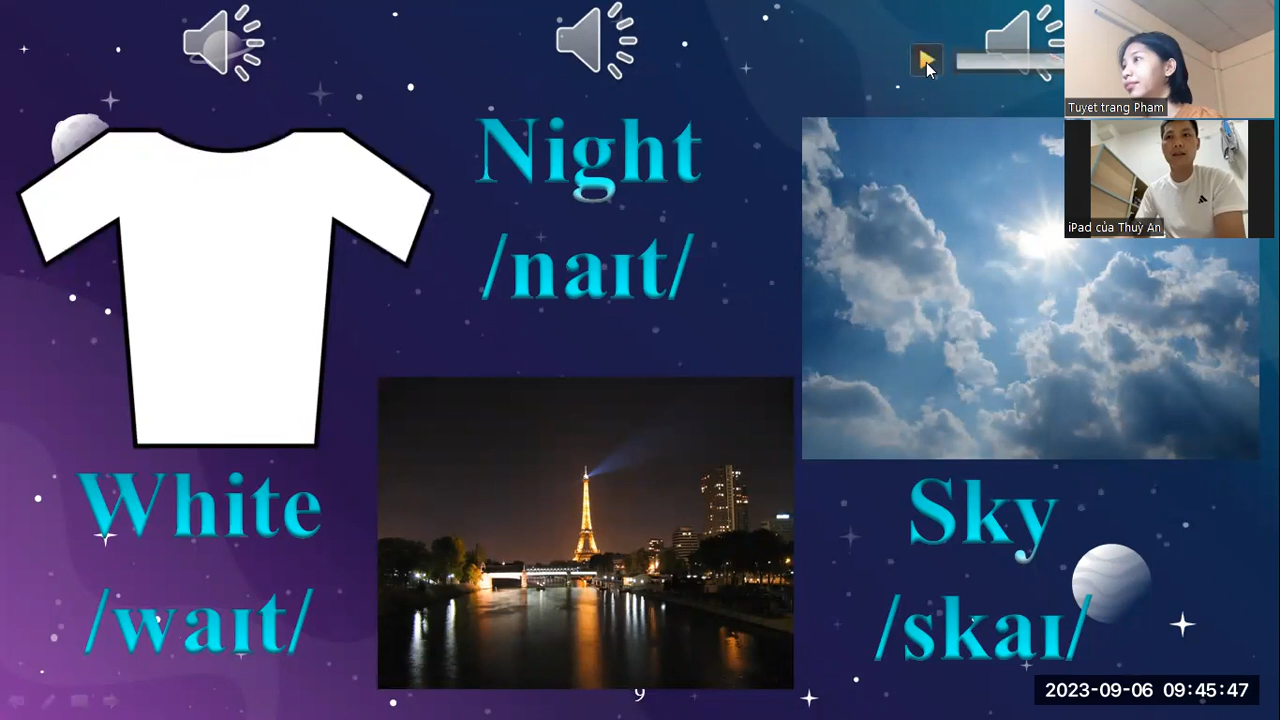 Night
/naɪt/
White
/waɪt/
Sky
/skaɪ/
Tuyet trang Pham
iPad của Thuỳ An
9
2023-09-06 09:45:47